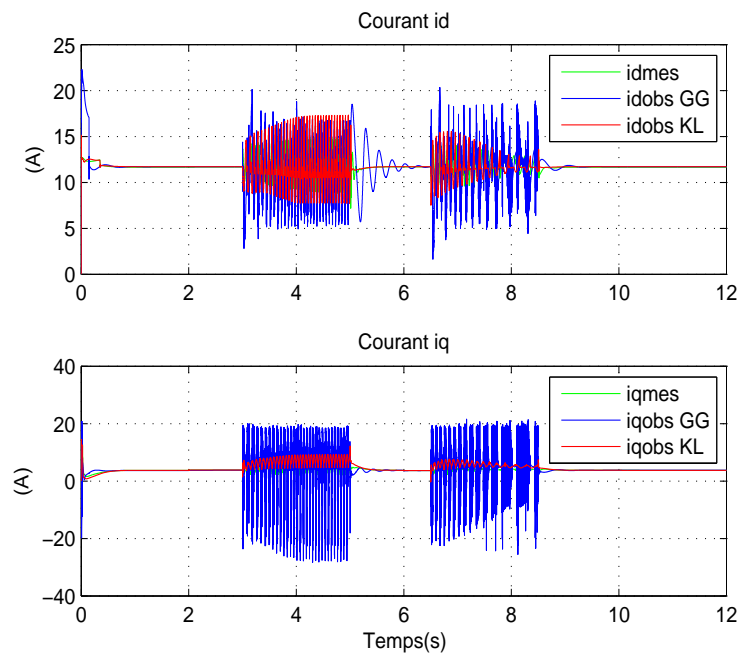 Courant id
25
20
15
10
5
0
(A)
idmes
idobs GG
idobs KL
0
2
4
6
8
10
12
Courant iq
40
20
0
−20
−40
(A)
iqmes
iqobs GG
iqobs KL
0
2
4
6
8
10
12
Temps(s)